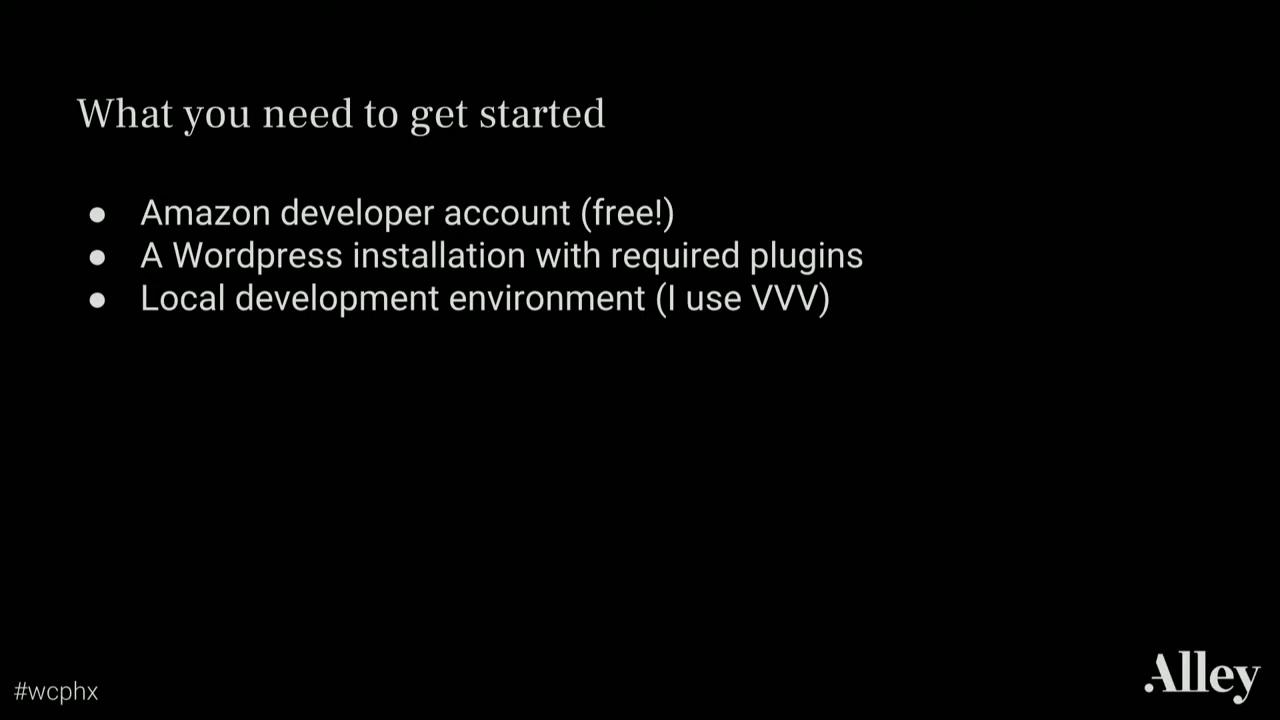 What you need to get started
● Amazon developer account (free!)
● A Wordpress installation with required plugins
● Local development environment (I use VVV)
#wcphx
Alley